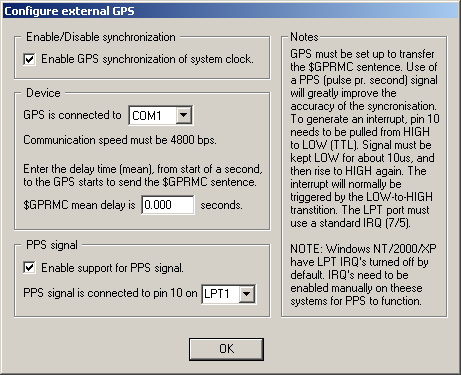 Configure external GPS
Enable/Disable synchronization
Enable GPS synchronization of system clock.
Device
GPS is connected to COM1
Communication speed must be 4800 bps.
Enter the delay time (mean), from start of a second,
to the GPS starts to send the $GPRMC sentence.
$GPRMC mean delay is 0.000 seconds.
PPS signal
Enable support for PPS signal.
PPS signal is connected to pin 10 on LPT1
Notes
GPS must be set up to transfer
the $GPRMC sentence. Use of
a PPS (pulse pr. second) signal
will greatly improve the
accuracy of the syncronisation.
To generate an interrupt, pin 10
needs to be pulled from HIGH
to LOW (TTL). Signal must be
kept LOW for about 10us, and
then rise to HIGH again. The
interrupt will normally be
triggered by the LOW-to-HIGH
transtition. The LPT port must
use a standard IRQ (7/5).
NOTE: Windows NT/2000/XP
have LPT IRQ's turned off by
default. IRQ's need to be
enabled manually on theese
systems for PPS to function.
OK